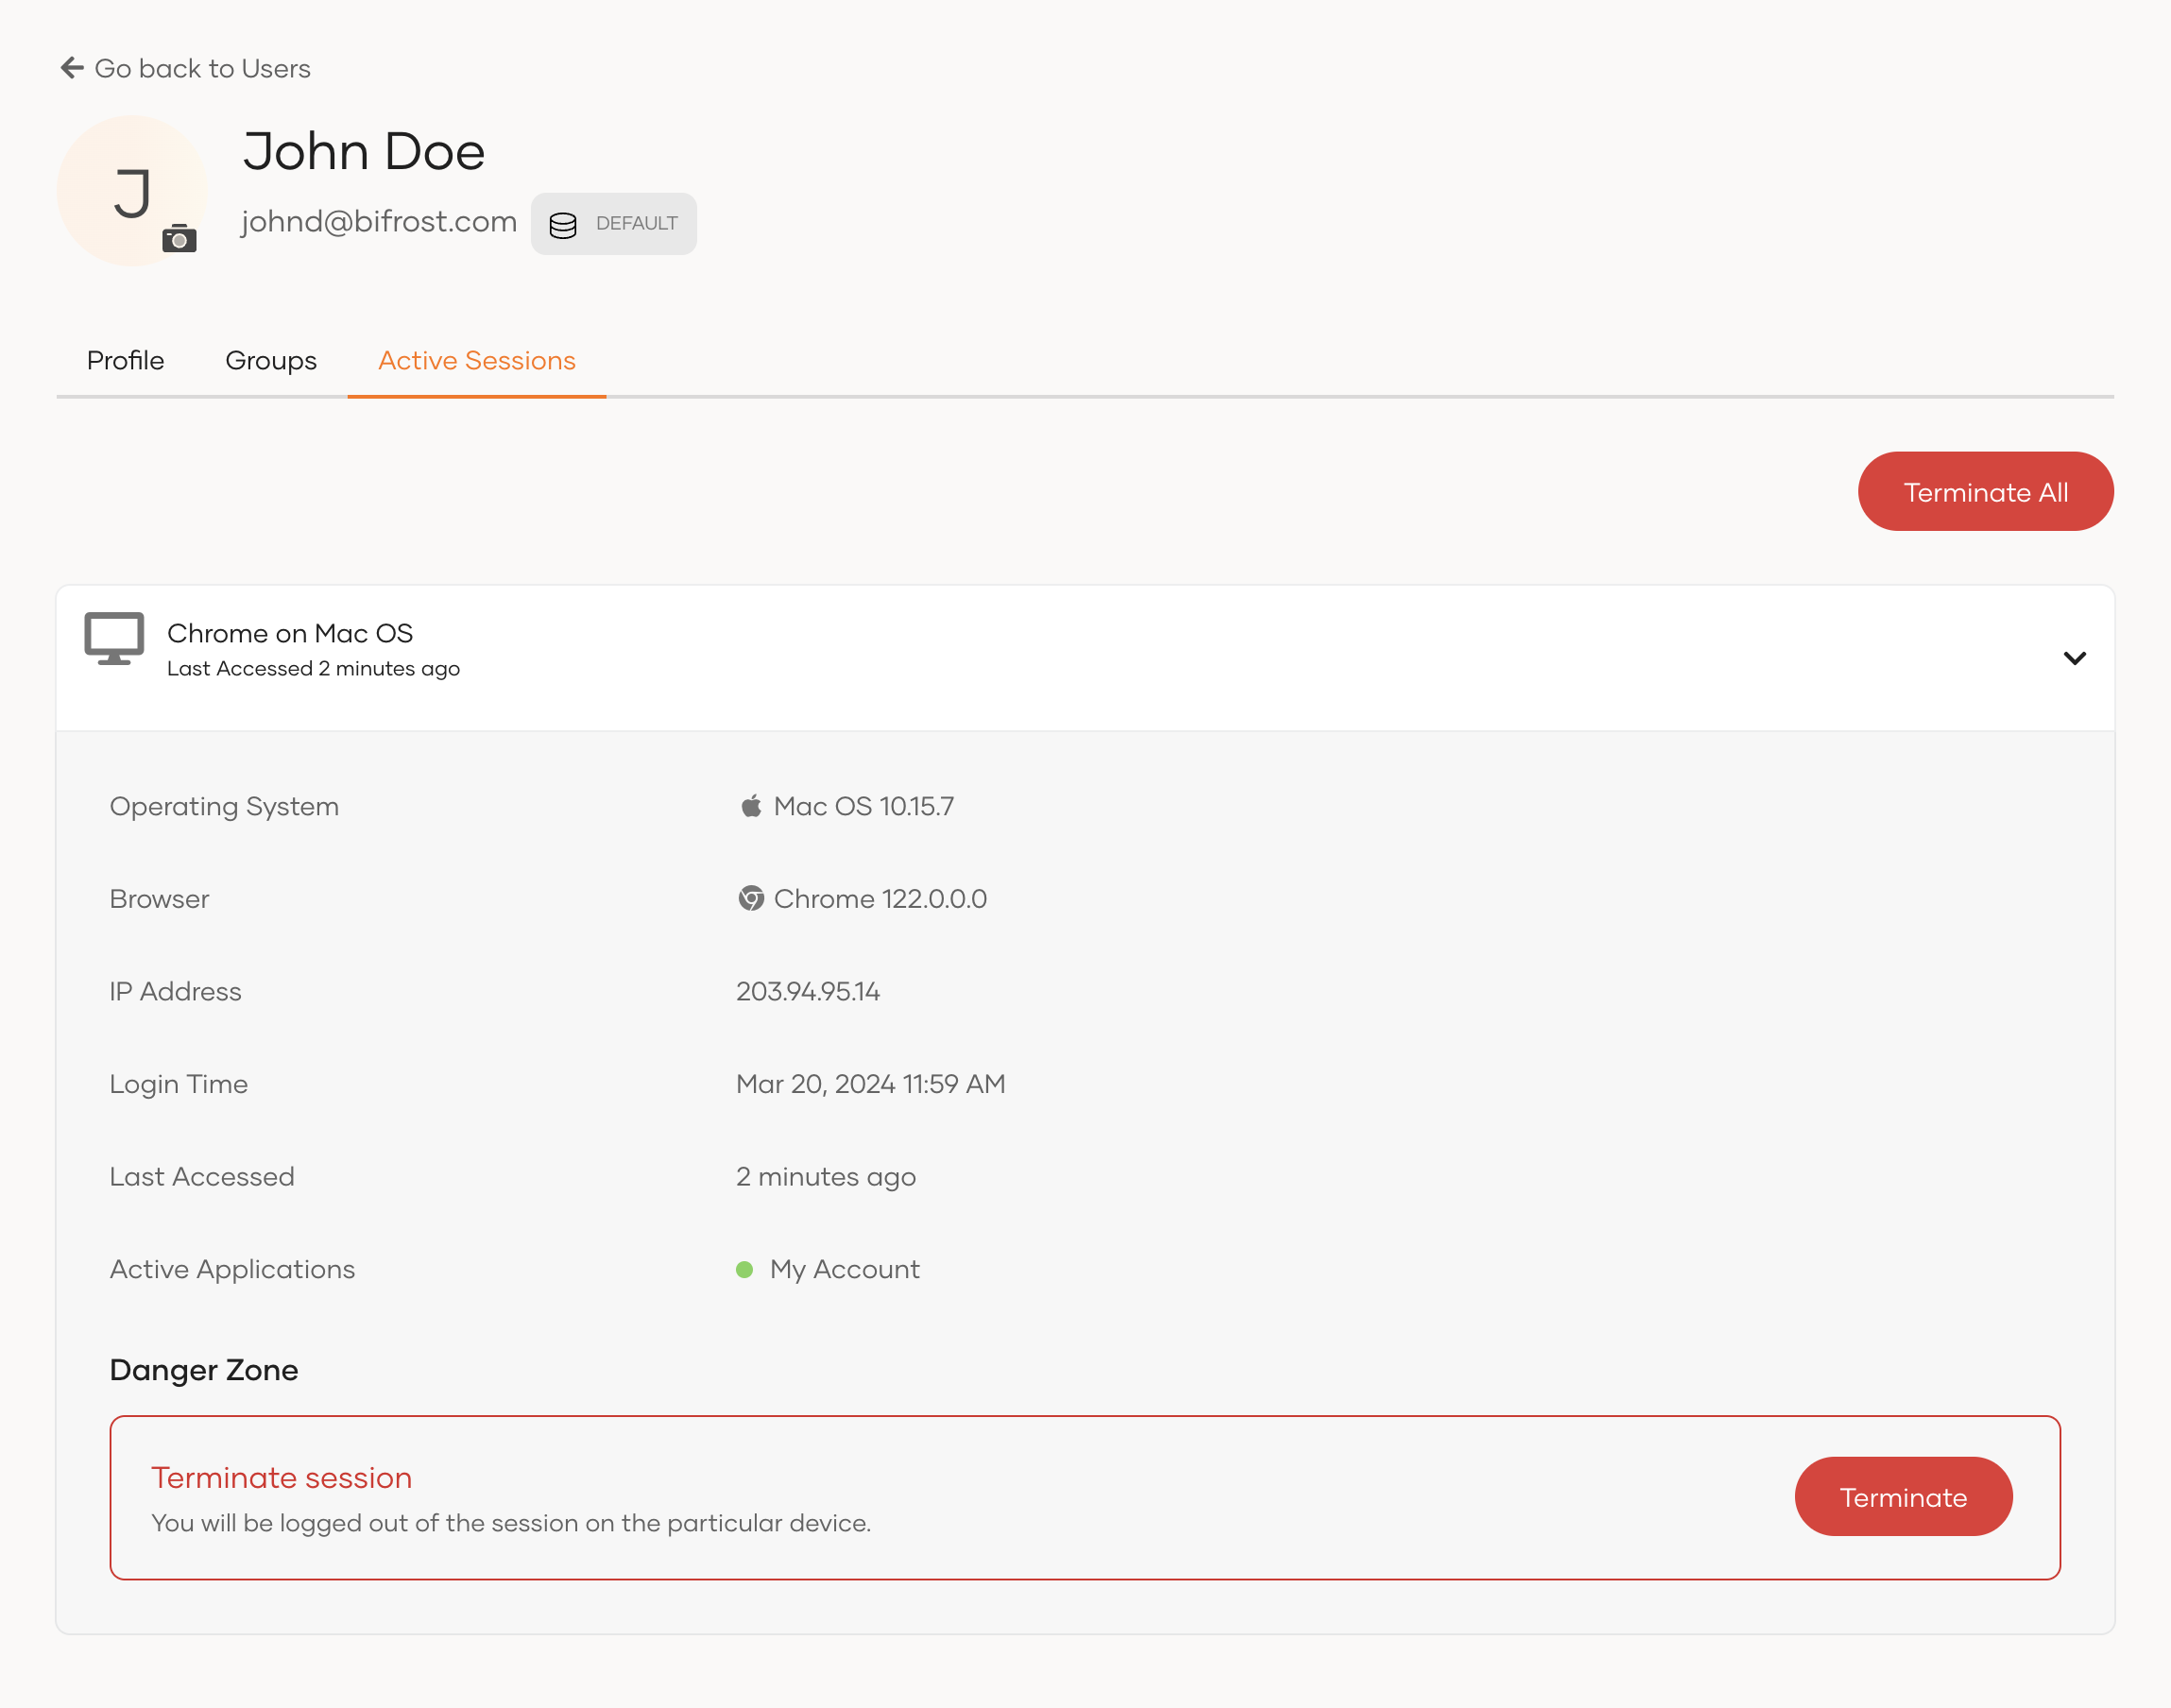 Go back to Users
J
John Doe
johnd@bifrost.com DEFAULT
Profile Groups Active Sessions
Terminate All
Chrome on Mac OS
Last Accessed 2 minutes ago
Operating System Mac OS 10.15.7
Browser Chrome 122.0.0.0
IP Address 203.94.95.14
Login Time Mar 20, 2024 11:59 AM
Last Accessed 2 minutes ago
Active Applications My Account
Danger Zone
Terminate session
You will be logged out of the session on the particular device.
Terminate